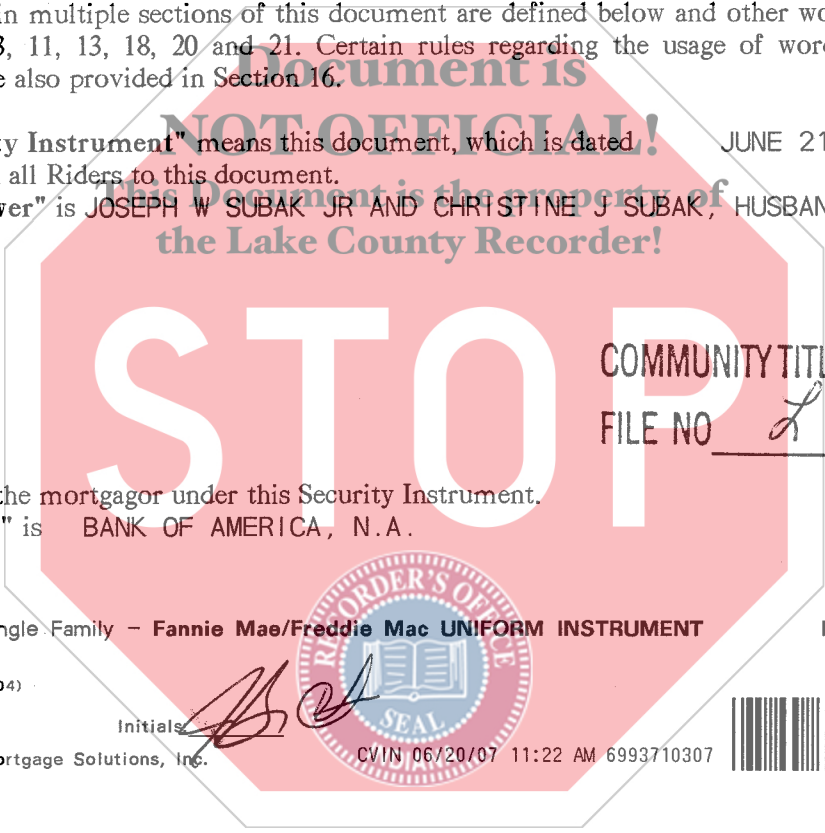 in multiple sections of this document are defined below and other wo
3, 11, 13, 18, 20 and 21. Certain rules regarding the usage of wor
e also provided in Section 16.
Document is
NOT OFFICIAL!
y Instrument" means this document, which is dated JUNE 21
all Riders to this document.
This Document is the property of
ver" is JOSEPH W SUBAK JR AND CHRISTINE J SUBAK, HUSBAN
the Lake County Recorder!
STOP
COMMUNITY TITL
FILE NO L
the mortgagor under this Security Instrument.
" is BANK OF AMERICA, N.A.
RECORDER'S OFFICE
ngle Family - Fannie Mae/Freddie Mac UNIFORM INSTRUMENT
04)
SEAL
Initials
INDIANA
ortgage Solutions, Inc.
CVIN 06/20/07 11:22 AM 6993710307